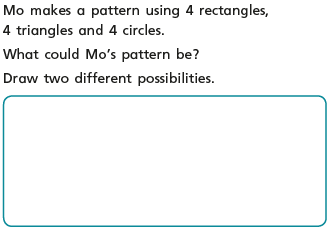 Mo makes a pattern using 4 rectangles,
4 triangles and 4 circles.
What could Mo’s pattern be?
Draw two different possibilities.